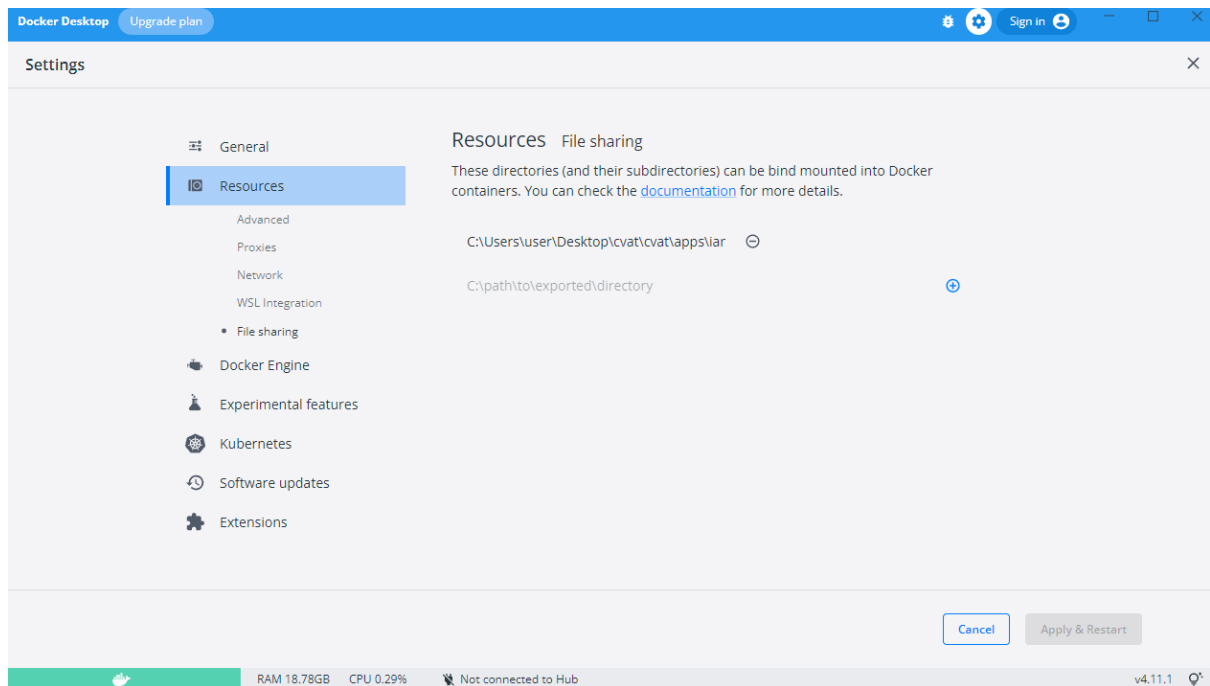 Docker Desktop Upgrade plan Sign in
Settings
General
Resources
Advanced
Proxies
Network
WSL Integration
File sharing
Docker Engine
Experimental features
Kubernetes
Software updates
Extensions
Resources File sharing
These directories (and their subdirectories) can be bind mounted into Docker
containers. You can check the documentation for more details.
C:\Users\user\Desktop\cvat\cvat\apps\iar
C:\path\to\exported\directory
Cancel Apply & Restart
RAM 18.78GB CPU 0.29% Not connected to Hub v4.11.1